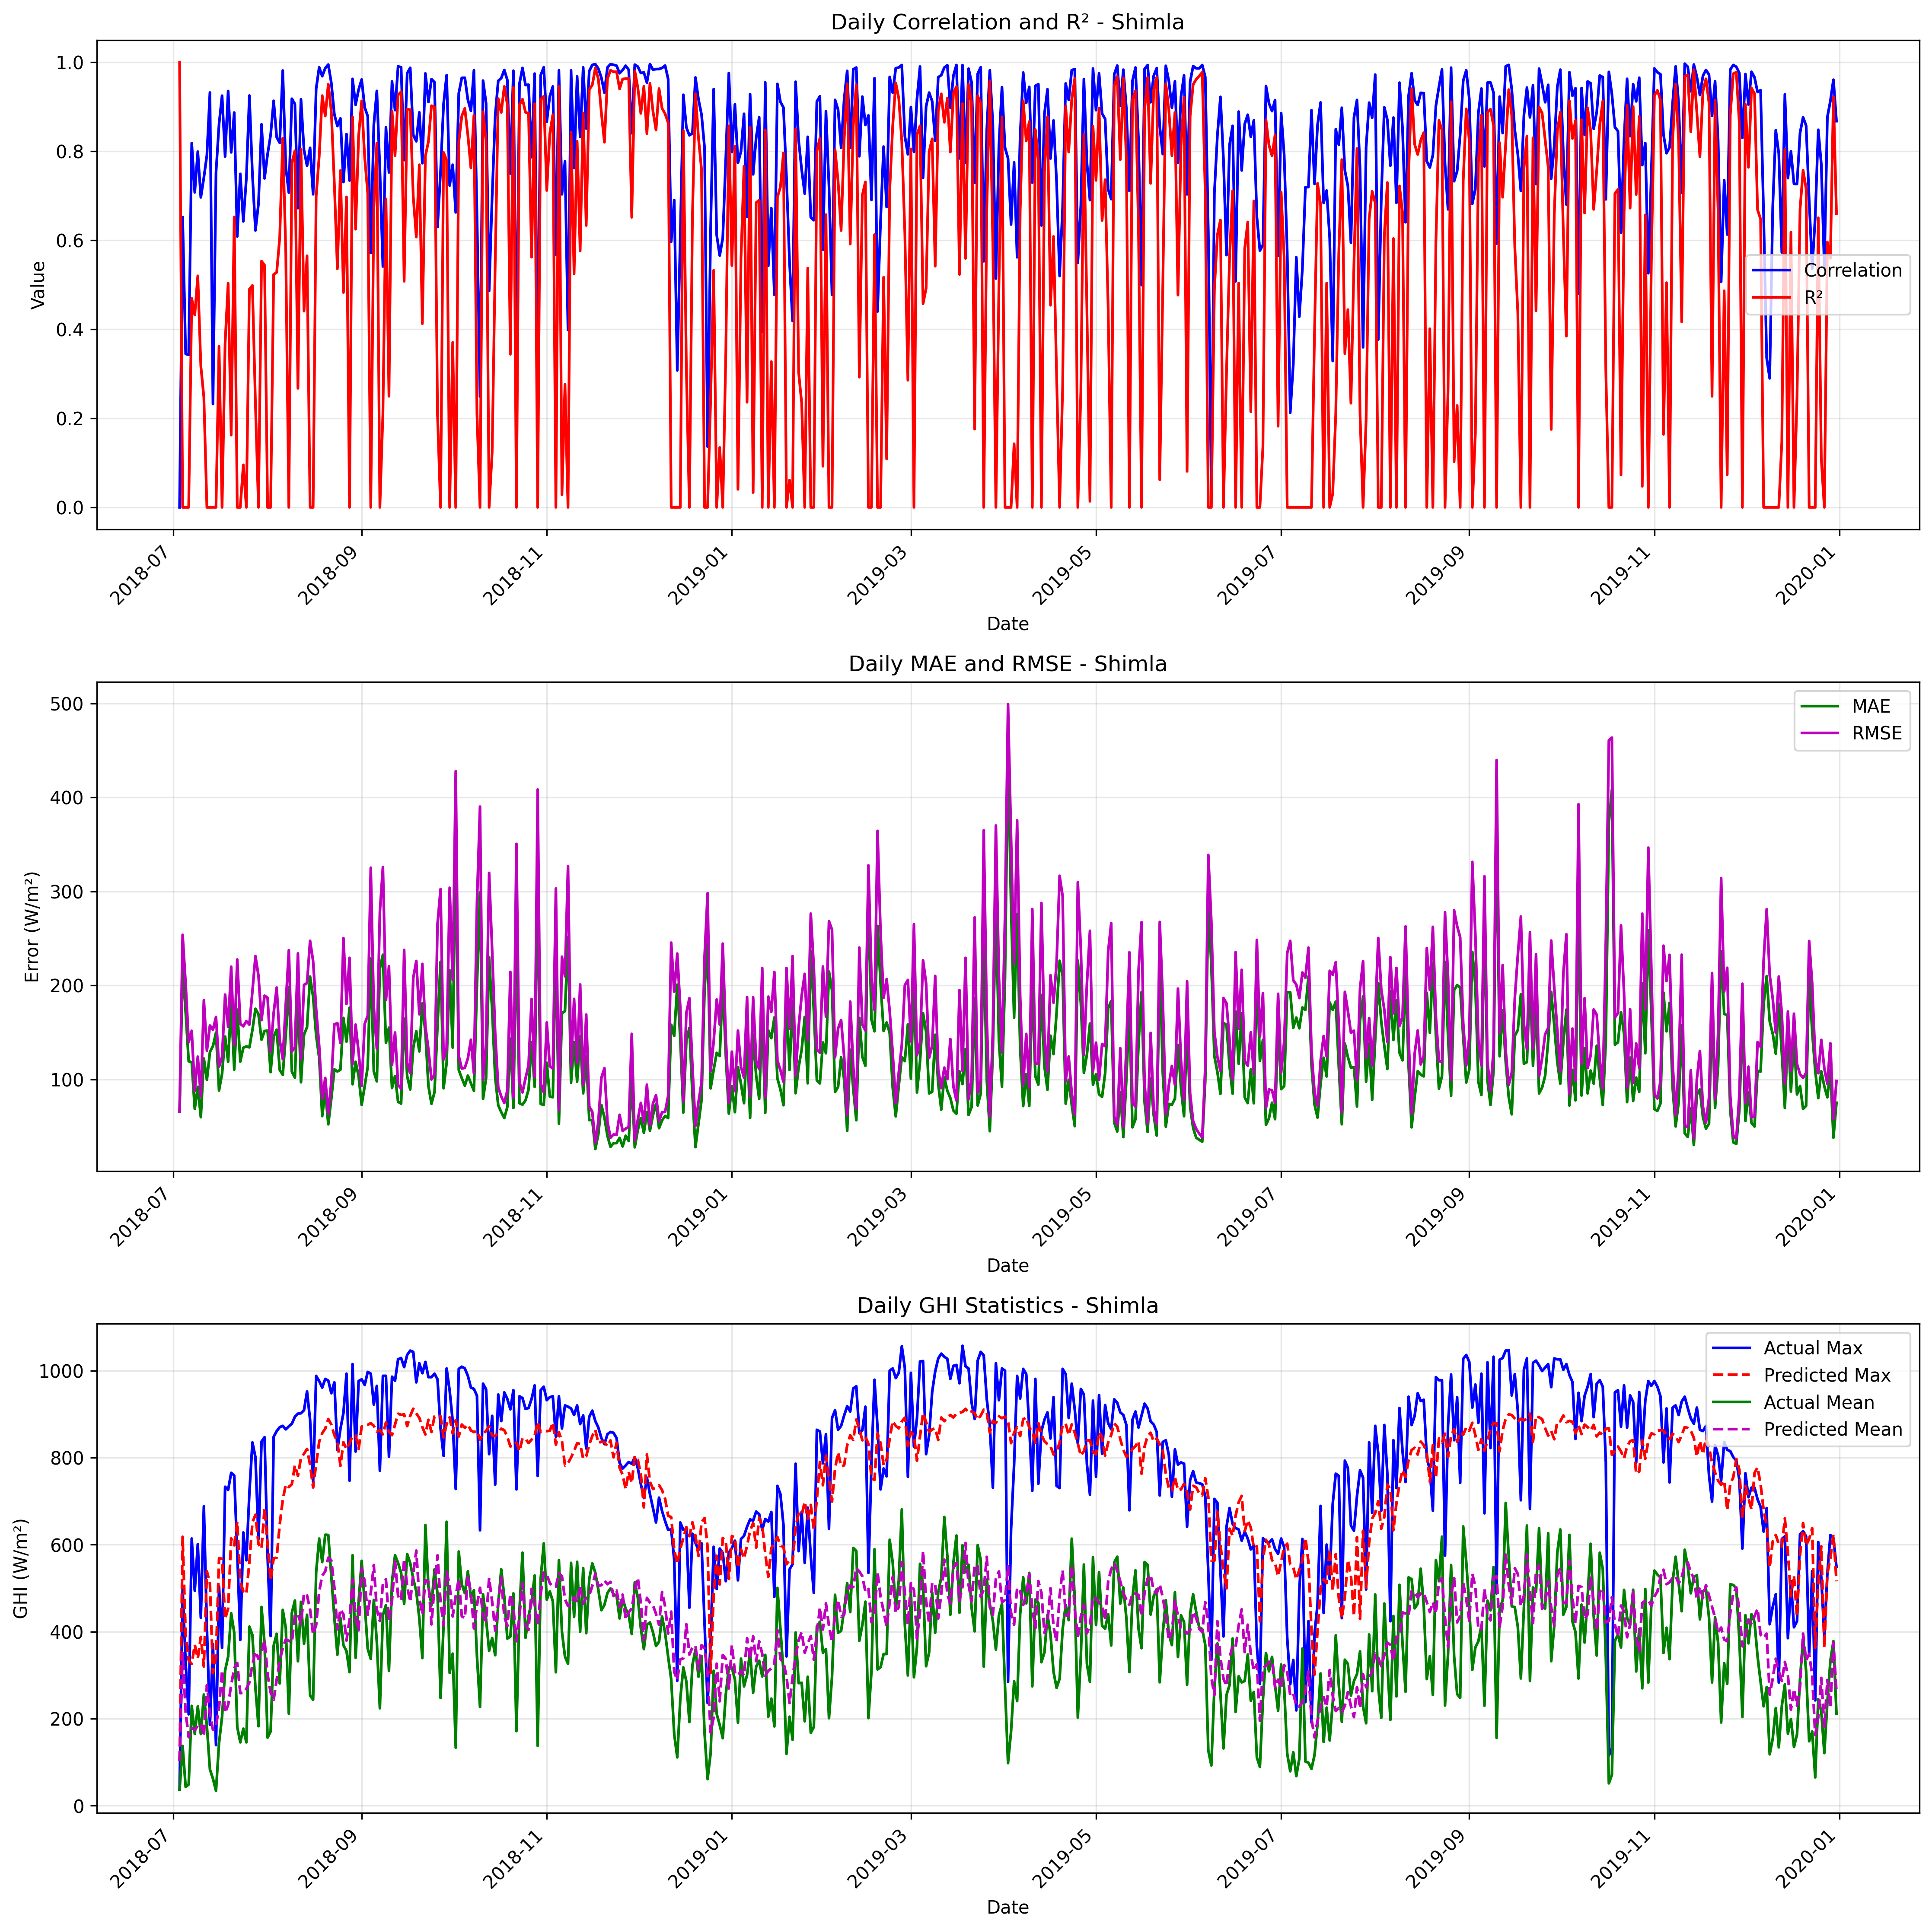 Daily Correlation and R² - Shimla
Value
1.0
0.8
0.6
0.4
0.2
0.0
Correlation
R²
2018-07
2018-09
2018-11
2019-01
2019-03
2019-05
2019-07
2019-09
2019-11
2020-01
Date
Daily MAE and RMSE - Shimla
Error (W/m²)
500
400
300
200
100
MAE
RMSE
2018-07
2018-09
2018-11
2019-01
2019-03
2019-05
2019-07
2019-09
2019-11
2020-01
Date
Daily GHI Statistics - Shimla
GHI (W/m²)
1000
800
600
400
200
0
Actual Max
Predicted Max
Actual Mean
Predicted Mean
2018-07
2018-09
2018-11
2019-01
2019-03
2019-05
2019-07
2019-09
2019-11
2020-01
Date